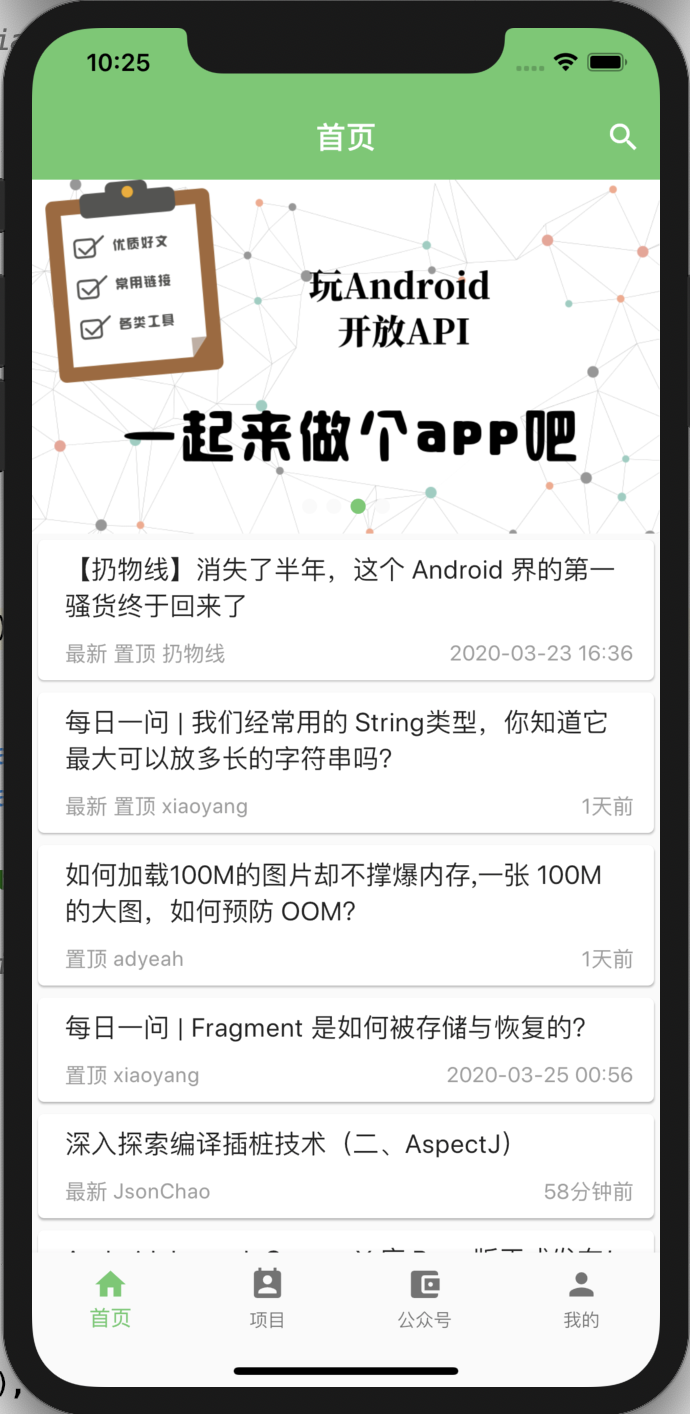 10:25
首页
优质好文
常用链接
各类工具
玩Android
开放API
一起来做个app吧
【扔物线】消失了半年，这个 Android 界的第一
骚货终于回来了
最新 置顶 扔物线 2020-03-23 16:36
每日一问 | 我们经常用的 String类型，你知道它
最大可以放多长的字符串吗?
最新 置顶 xiaoyang 1天前
如何加载100M的图片却不撑爆内存,一张 100M
的大图，如何预防 OOM?
置顶 adyeah 1天前
每日一问 | Fragment 是如何被存储与恢复的?
置顶 xiaoyang 2020-03-25 00:56
深入探索编译插桩技术（二、AspectJ）
最新 JsonChao 58分钟前
首页 项目 公众号 我的